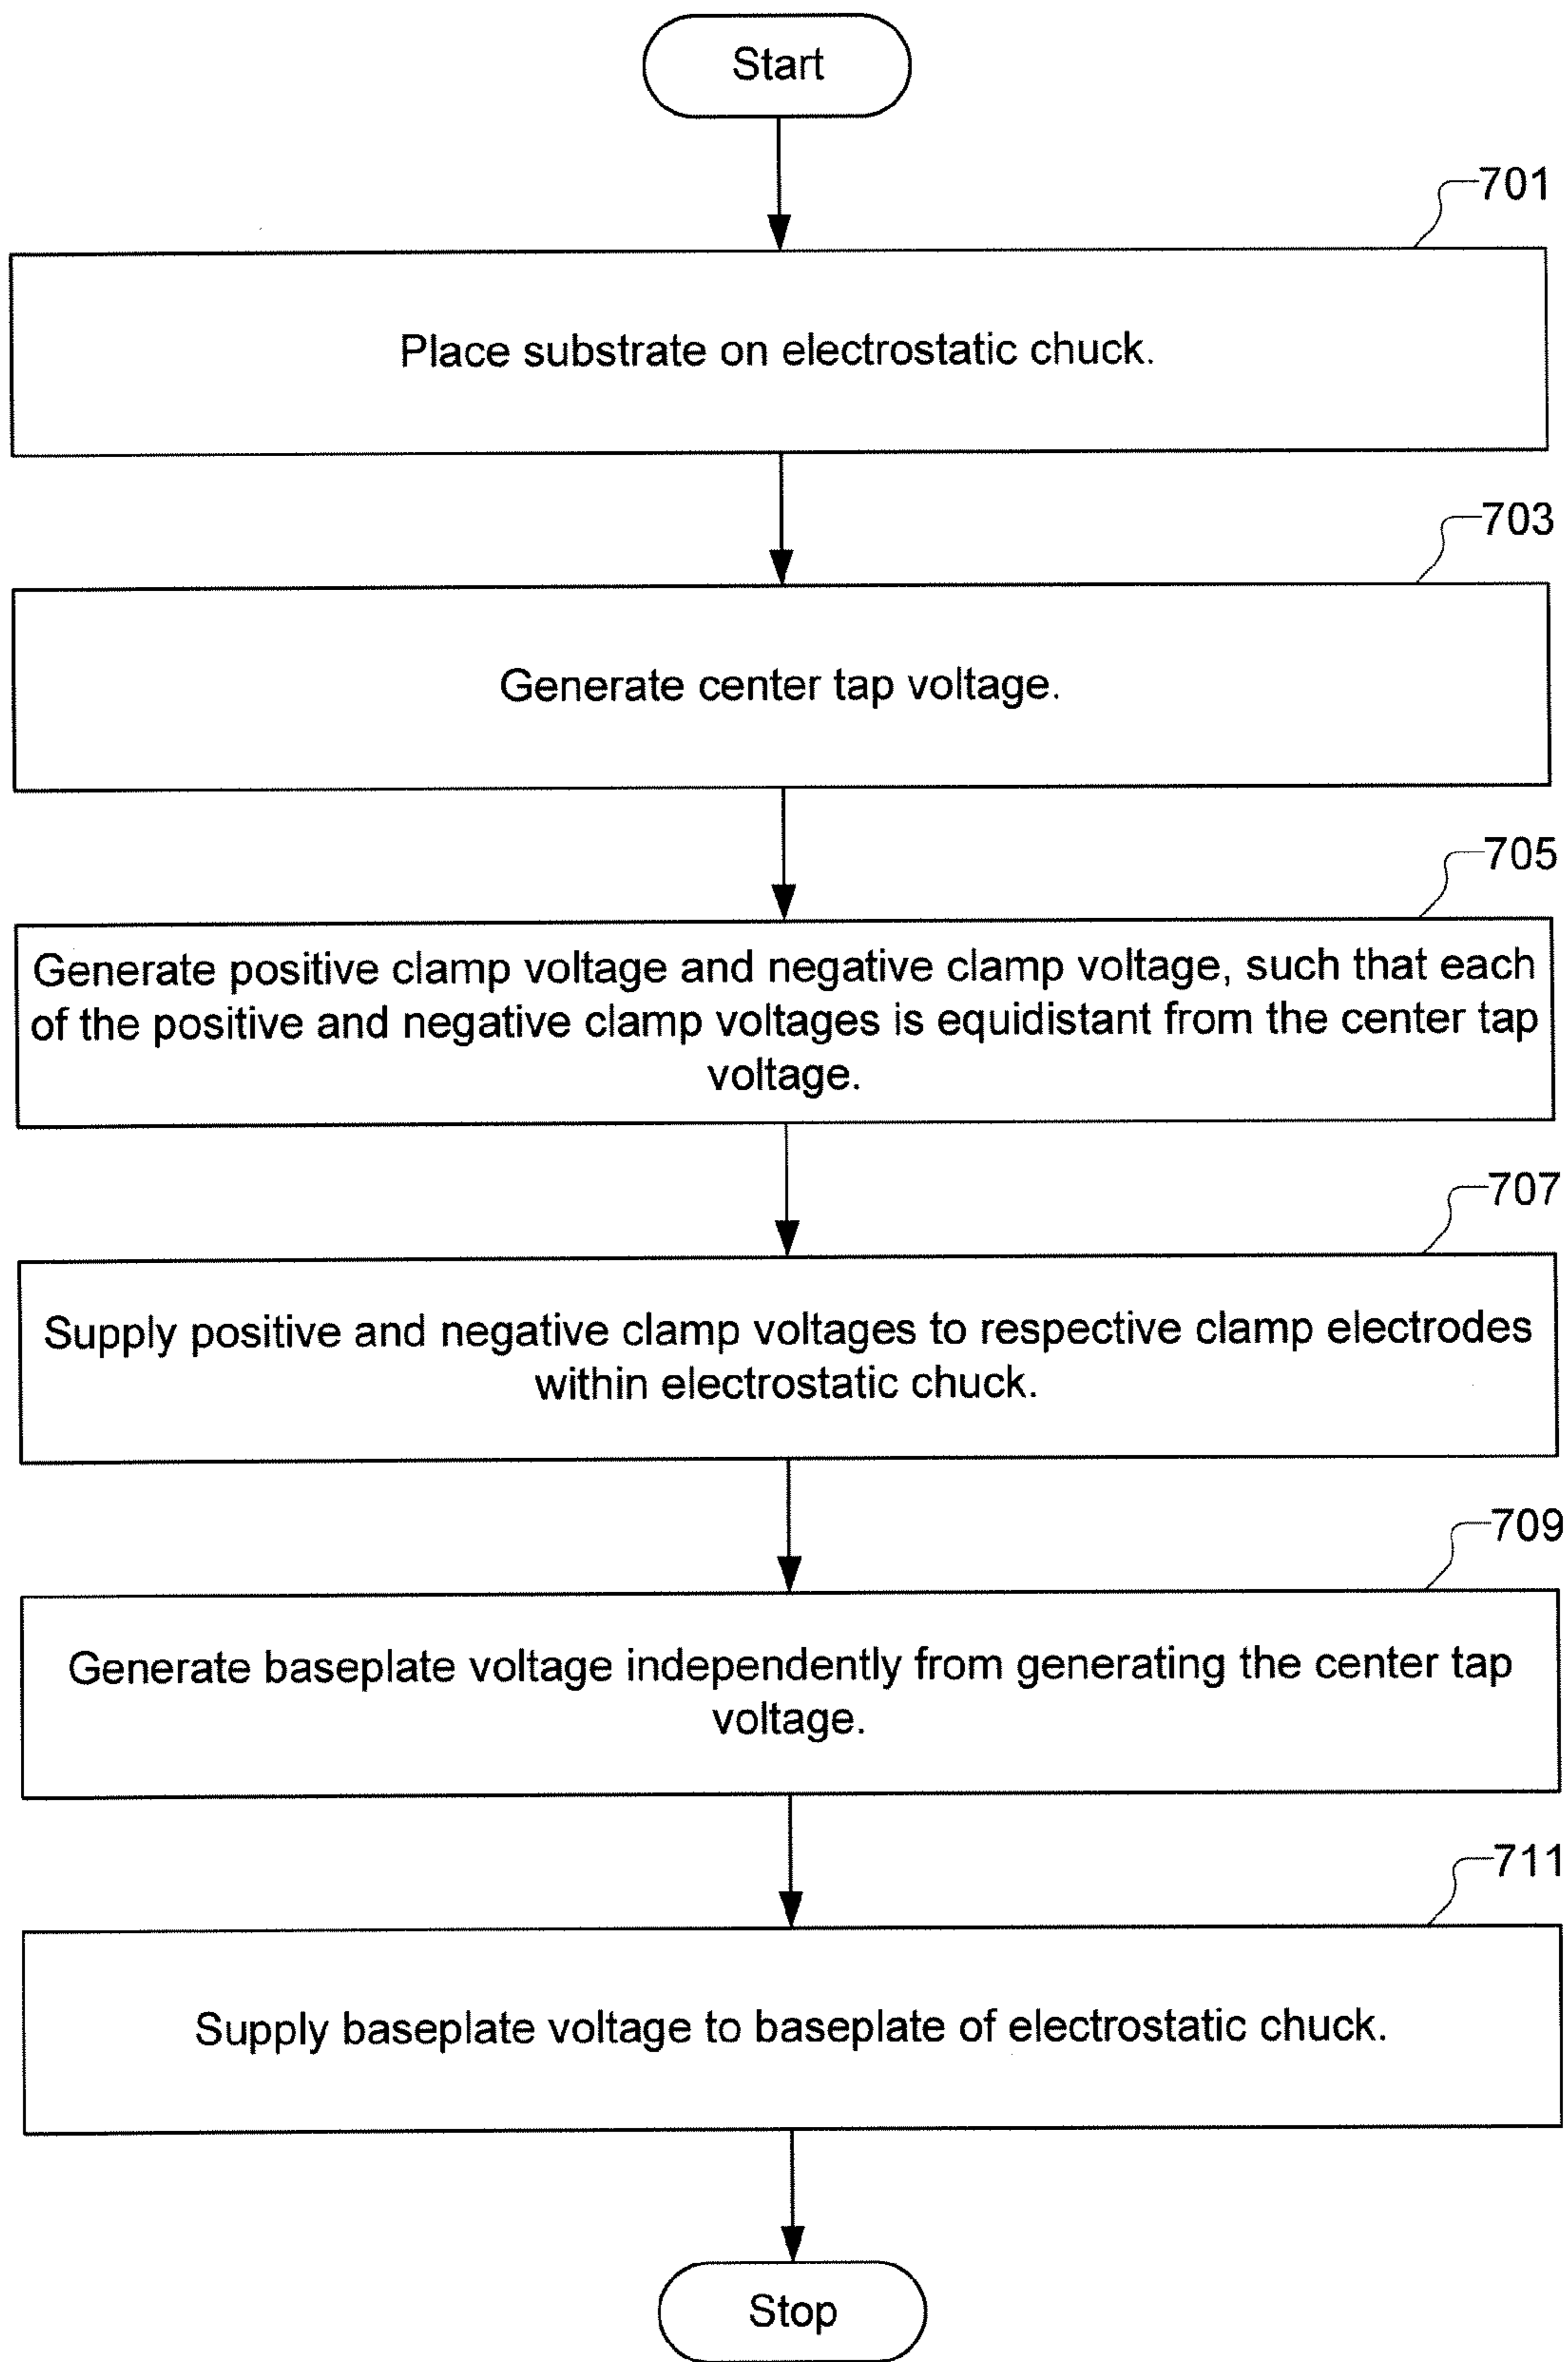 Start
701
Place substrate on electrostatic chuck.
703
Generate center tap voltage.
705
Generate positive clamp voltage and negative clamp voltage, such that each
of the positive and negative clamp voltages is equidistant from the center tap
voltage.
707
Supply positive and negative clamp voltages to respective clamp electrodes
within electrostatic chuck.
709
Generate baseplate voltage independently from generating the center tap
voltage.
711
Supply baseplate voltage to baseplate of electrostatic chuck.
Stop